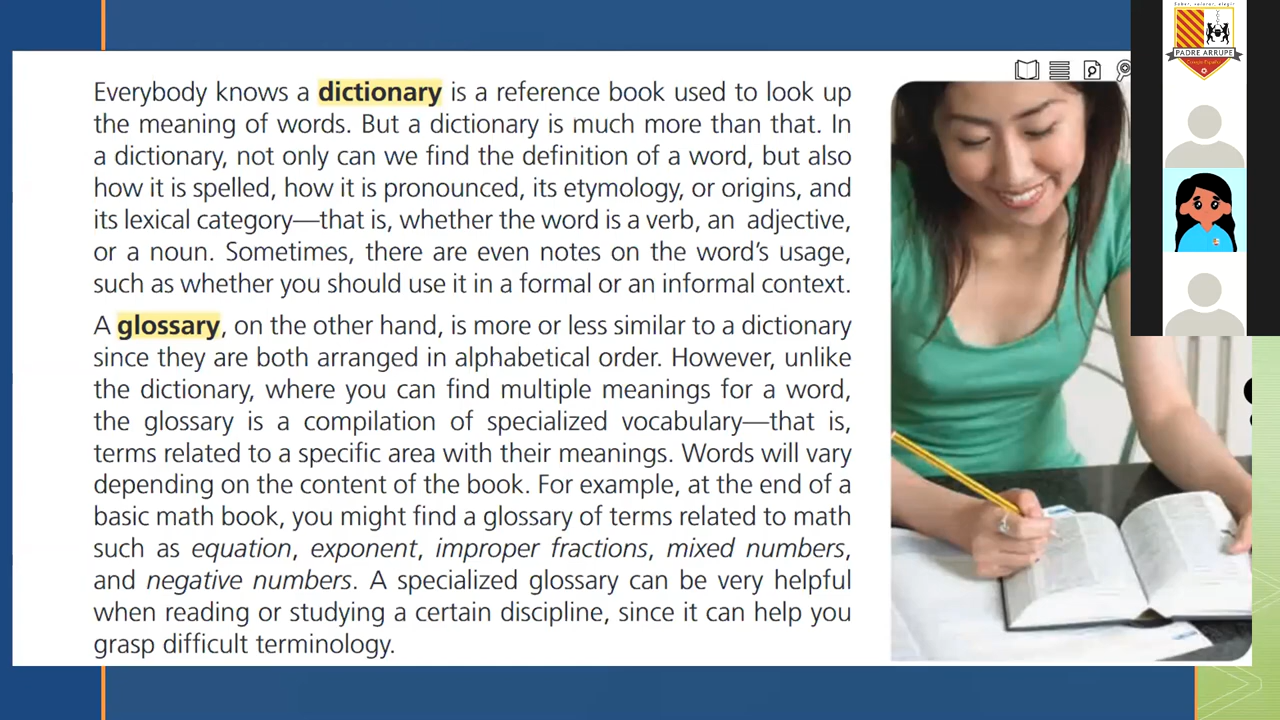 Saber, valorar, elegir
PADRE ARRUPE
Colegio Español
Everybody knows a dictionary is a reference book used to look up
the meaning of words. But a dictionary is much more than that. In
a dictionary, not only can we find the definition of a word, but also
how it is spelled, how it is pronounced, its etymology, or origins, and
its lexical category—that is, whether the word is a verb, an adjective,
or a noun. Sometimes, there are even notes on the word's usage,
such as whether you should use it in a formal or an informal context.
A glossary, on the other hand, is more or less similar to a dictionary
since they are both arranged in alphabetical order. However, unlike
the dictionary, where you can find multiple meanings for a word,
the glossary is a compilation of specialized vocabulary—that is,
terms related to a specific area with their meanings. Words will vary
depending on the content of the book. For example, at the end of a
basic math book, you might find a glossary of terms related to math
such as equation, exponent, improper fractions, mixed numbers,
and negative numbers. A specialized glossary can be very helpful
when reading or studying a certain discipline, since it can help you
grasp difficult terminology.